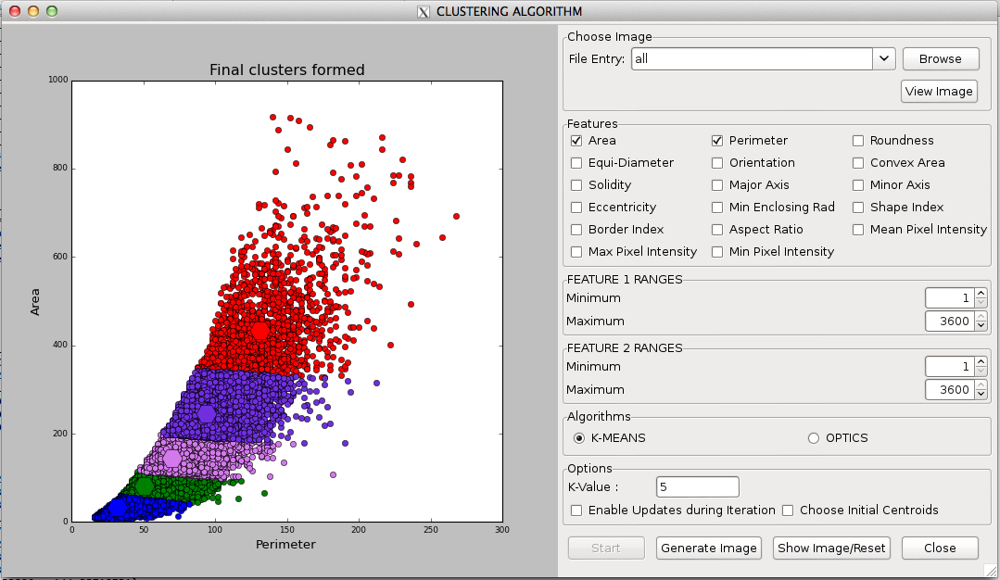 CLUSTERING ALGORITHM
Final clusters formed
1000
800
600
400
200
0
Area
0 50 100 150 200 250 300
Perimeter
Choose Image
File Entry: all Browse
View Image
Features
Area Perimeter Roundness
Equi-Diameter Orientation Convex Area
Solidity Major Axis Minor Axis
Eccentricity Min Enclosing Rad Shape Index
Border Index Aspect Ratio Mean Pixel Intensity
Max Pixel Intensity Min Pixel Intensity
FEATURE 1 RANGES
Minimum 1
Maximum 3600
FEATURE 2 RANGES
Minimum 1
Maximum 3600
Algorithms
K-MEANS OPTICS
Options
K-Value : 5
Enable Updates during Iteration Choose Initial Centroids
Start Generate Image Show Image/Reset Close